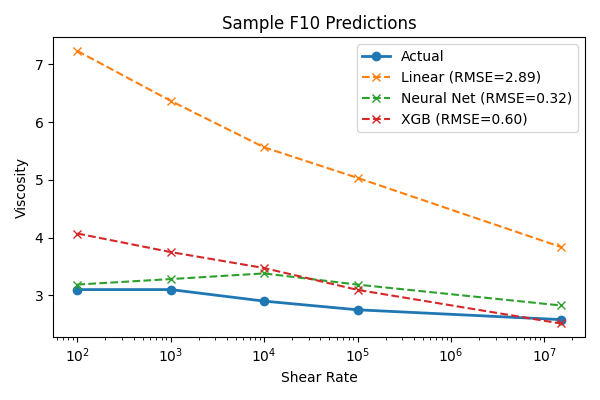 Sample F10 Predictions
Actual
Linear (RMSE=2.89)
Neural Net (RMSE=0.32)
XGB (RMSE=0.60)
7
6
5
4
3
Viscosity
10²
10³
10⁴
10⁵
10⁶
10⁷
Shear Rate